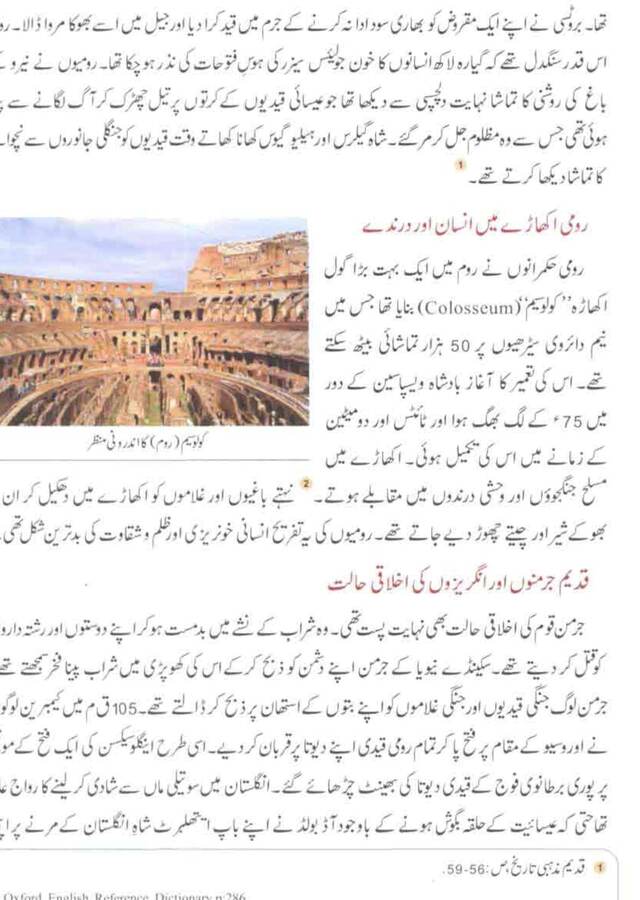 تھا۔ بروٹسی نے اپنے ایک مقروض کو بھاری سود ادا نہ کرنے کے جرم میں قید کرا دیا اور جیل میں اسے بھوکا مروا ڈالا۔
اس قدر سنگدل تھے کہ گیارہ لاکھ انسانوں کا خون جولیئس سیزر کی ہوس فتوحات کی نذر ہو چکا تھا۔ رومیوں نے نیرو
باغ کی روشنی کا تماشا نہایت دلچسپی سے دیکھا تھا جو عیسائی قیدیوں کے کرتوں پر تیل چھڑک کر آگ لگانے سے
ہوئی تھی جس سے وہ مظلوم جل کر مر گئے۔ شاہ گیلرس اور ہیلیو گیوس کھانا کھاتے وقت قیدیوں کو جنگلی جانوروں سے
کا تماشا دیکھا کرتے تھے۔ 1
رومی اکھاڑے میں انسان اور درندے
رومی حکمرانوں نے روم میں ایک بہت بڑا گول
اکھاڑہ ”کولوسیم“ (Colosseum) بنایا تھا جس میں
نیم دائروی سیڑھیوں پر 50 ہزار تماشائی بیٹھ سکتے
تھے۔ اس کی تعمیر کا آغاز بادشاہ ویسپاسین کے دور
میں 75ء کے لگ بھگ ہوا اور ٹائٹس اور دومیٹین
کے زمانے میں اس کی تکمیل ہوئی۔ اکھاڑے میں
کولوسیم (روم) کا اندرونی منظر
مسلح جنگجوؤں اور وحشی درندوں میں مقابلے ہوتے۔ 2 نہتے باغیوں اور غلاموں کو اکھاڑے میں دھکیل کر ان
بھوکے شیر اور چیتے چھوڑ دیے جاتے تھے۔ رومیوں کی یہ تفریح انسانی خونریزی اور ظلم و شقاوت کی بدترین شکل تھی
قدیم جرمنوں اور انگریزوں کی اخلاقی حالت
جرمن قوم کی اخلاقی حالت بھی نہایت پست تھی۔ وہ شراب کے نشے میں بدمست ہو کر اپنے دوستوں اور رشتہ دارو
کو قتل کر دیتے تھے۔ سکینڈے نیویا کے جرمن اپنے دشمن کو ذبح کر کے اس کی کھوپڑی میں شراب پینا فخر سمجھتے تھے
جرمن لوگ جنگی قیدیوں اور جنگی غلاموں کو اپنے بتوں کے استھان پر ذبح کر ڈالتے تھے۔ 105 ق م میں کیمبرین لوگو
نے اوروسیو کے مقام پر فتح پا کر تمام رومی قیدی اپنے دیوتا پر قربان کر دیے۔ اسی طرح اینگلو سیکسن کی ایک فتح کے
پر پوری برطانوی فوج کے قیدی دیوتا کی بھینٹ چڑھائے گئے۔ انگلستان میں سوتیلی ماں سے شادی کر لینے کا رواج
تھا حتی کہ عیسائیت کے حلقہ بگوش ہونے کے باوجود آڈبولڈ نے اپنے باپ ایتھلبرٹ شاہ انگلستان کے مرنے پر
1 قدیم مذہبی تاریخ، ص: 56-59.
Oxford English Reference Dictionary p:286